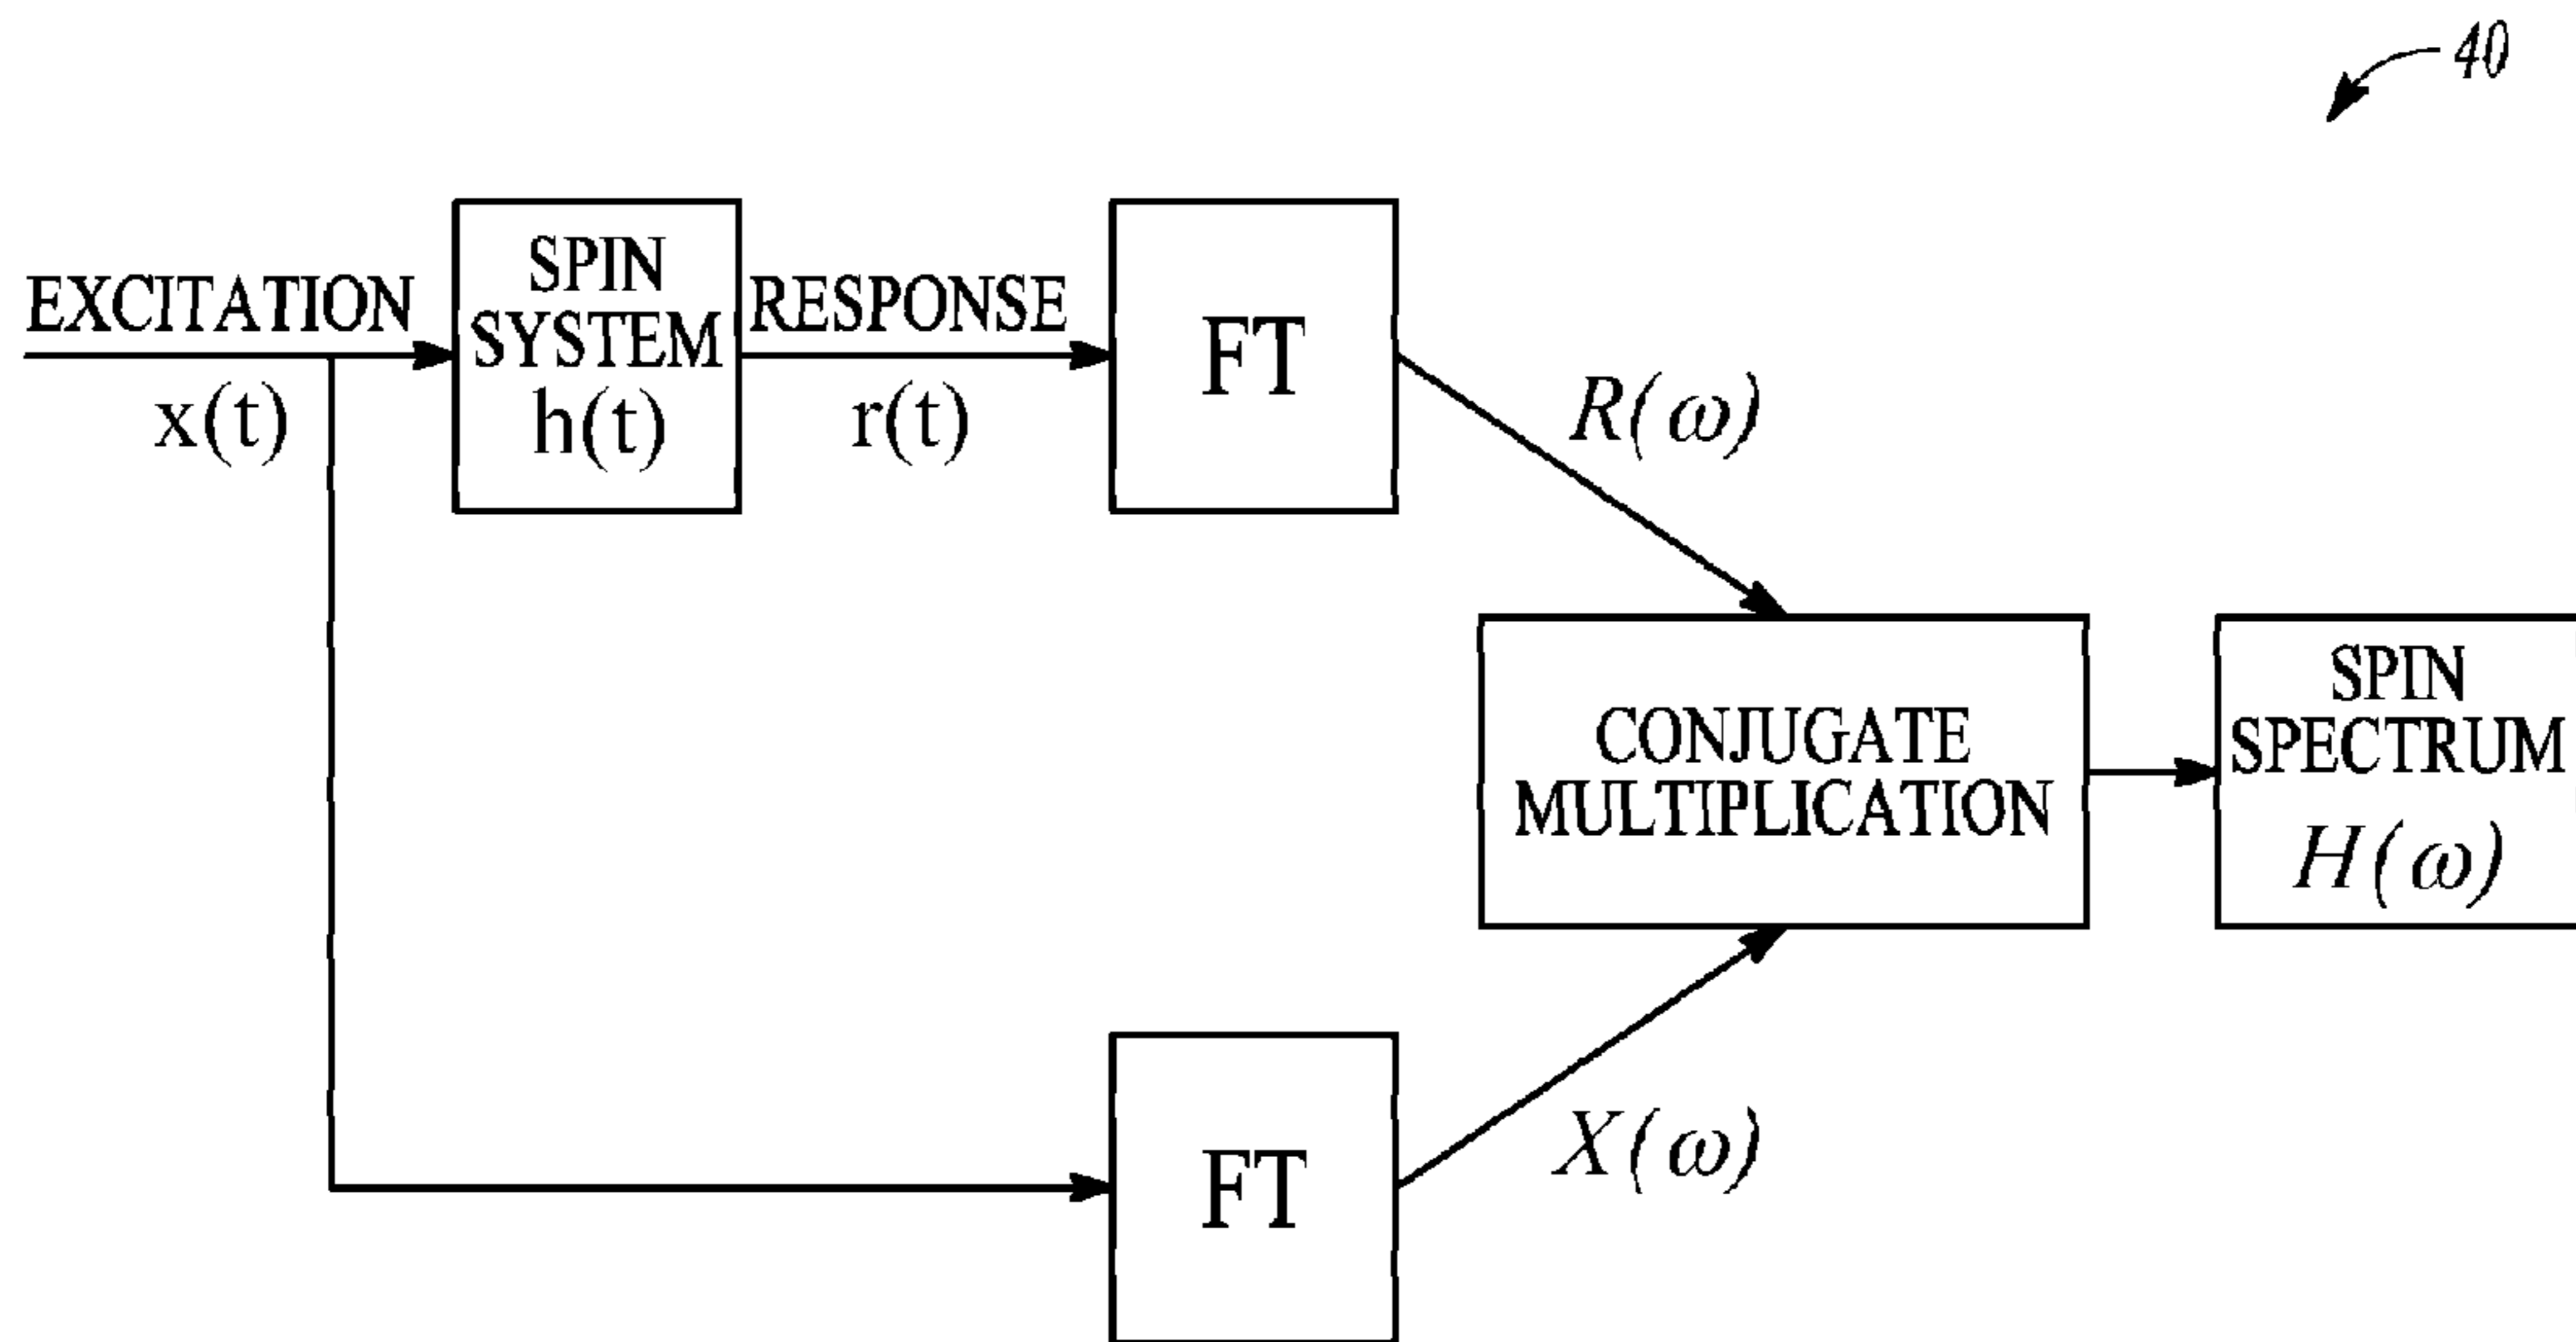 40
EXCITATION
x(t)
SPIN
SYSTEM
h(t)
RESPONSE
r(t)
FT
R(ω)
CONJUGATE
MULTIPLICATION
SPIN
SPECTRUM
H(ω)
FT
X(ω)